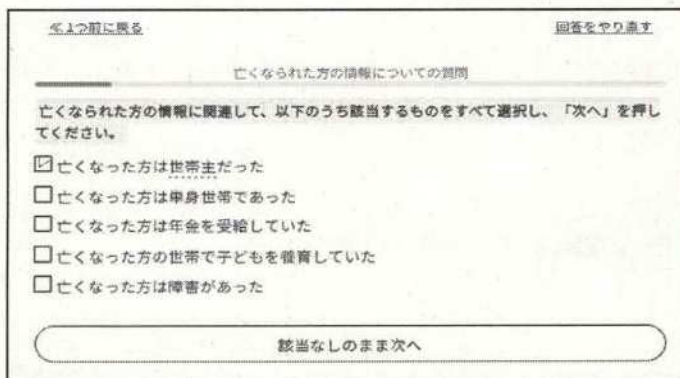 ≪1つ前に戻る
回答をやり直す
亡くなられた方の情報についての質問
亡くなられた方の情報に関連して、以下のうち該当するものをすべて選択し、「次へ」を押し
てください。
亡くなった方は世帯主だった
亡くなった方は単身世帯であった
亡くなった方は年金を受給していた
亡くなった方の世帯で子どもを養育していた
亡くなった方は障害があった
該当なしのまま次へ